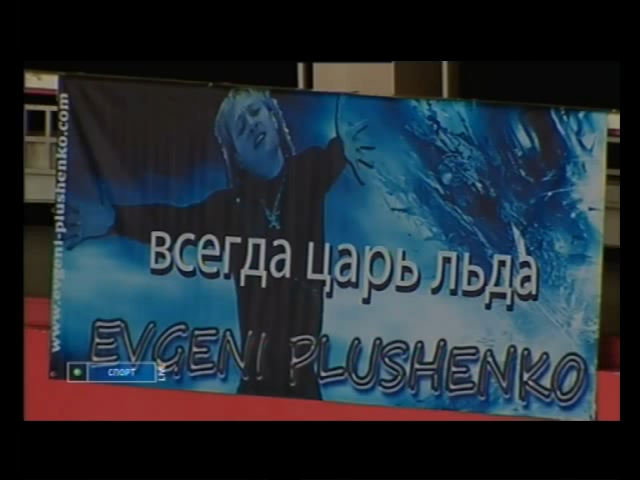 www.evgeni-plushenko.com
всегда царь льда
EVGENI PLUSHENKO
СПОРТ